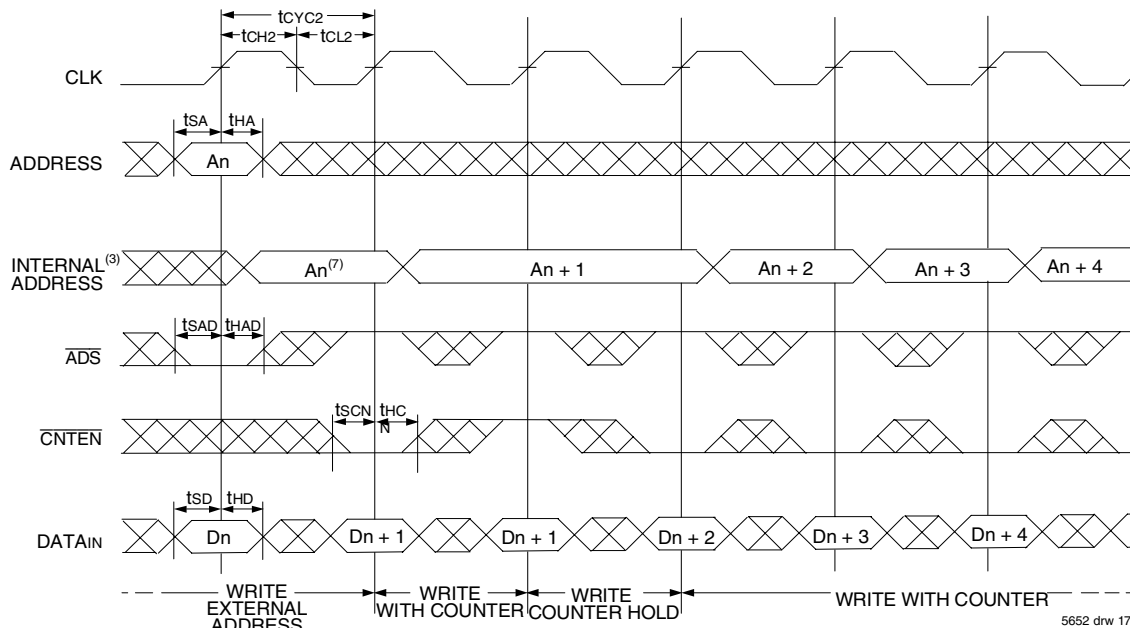 tCYC2
tCH2 tCL2
CLK
tSA tHA
ADDRESS An
INTERNAL(3)
ADDRESS
An(7) An + 1 An + 2 An + 3 An + 4
tSAD tHAD
ADS
tSCN tHC
N
CNTEN
tSD tHD
DATAIN Dn Dn + 1 Dn + 1 Dn + 2 Dn + 3 Dn + 4
WRITE
EXTERNAL
ADDRESS
WRITE
WITH COUNTER
WRITE
COUNTER HOLD
WRITE WITH COUNTER
5652 drw 17